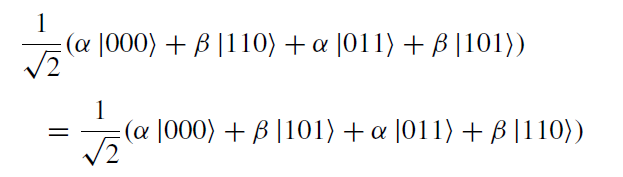 1/√2 (α |000⟩ + β |110⟩ + α |011⟩ + β |101⟩)
= 1/√2 (α |000⟩ + β |101⟩ + α |011⟩ + β |110⟩)